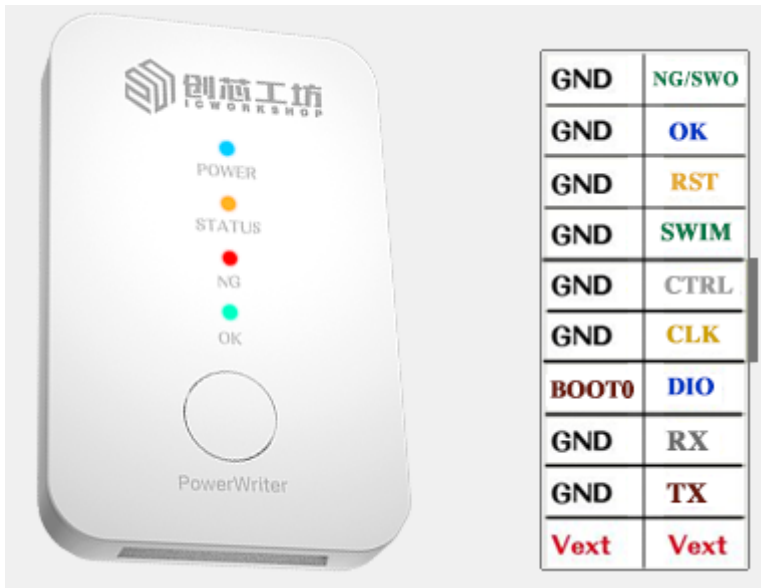 创芯工坊
ICWORKSHOP
POWER
STATUS
NG
OK
PowerWriter
GND NG/SWO
GND OK
GND RST
GND SWIM
GND CTRL
GND CLK
BOOT0 DIO
GND RX
GND TX
Vext Vext